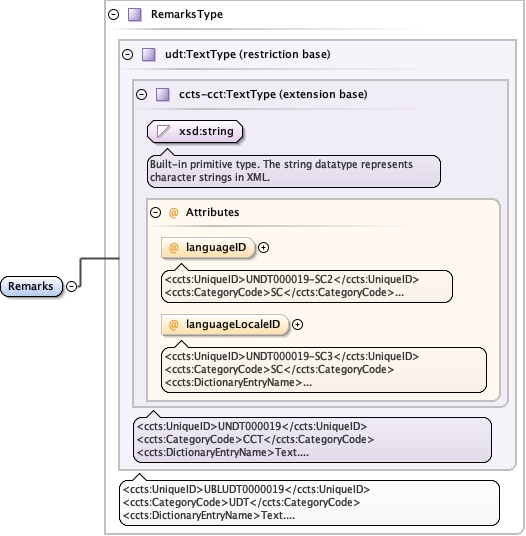 RemarksType
udt:TextType (restriction base)
ccts-cct:TextType (extension base)
xsd:string
Built-in primitive type. The string datatype represents
character strings in XML.
@ Attributes
@ languageID
<ccts:UniqueID>UNDT000019-SC2</ccts:UniqueID>
<ccts:CategoryCode>SC</ccts:CategoryCode>...
Remarks
@ languageLocaleID
<ccts:UniqueID>UNDT000019-SC3</ccts:UniqueID>
<ccts:CategoryCode>SC</ccts:CategoryCode>
<ccts:DictionaryEntryName>...
<ccts:UniqueID>UNDT000019</ccts:UniqueID>
<ccts:CategoryCode>CCT</ccts:CategoryCode>
<ccts:DictionaryEntryName>Text....
<ccts:UniqueID>UBLUDT0000019</ccts:UniqueID>
<ccts:CategoryCode>UDT</ccts:CategoryCode>
<ccts:DictionaryEntryName>Text....